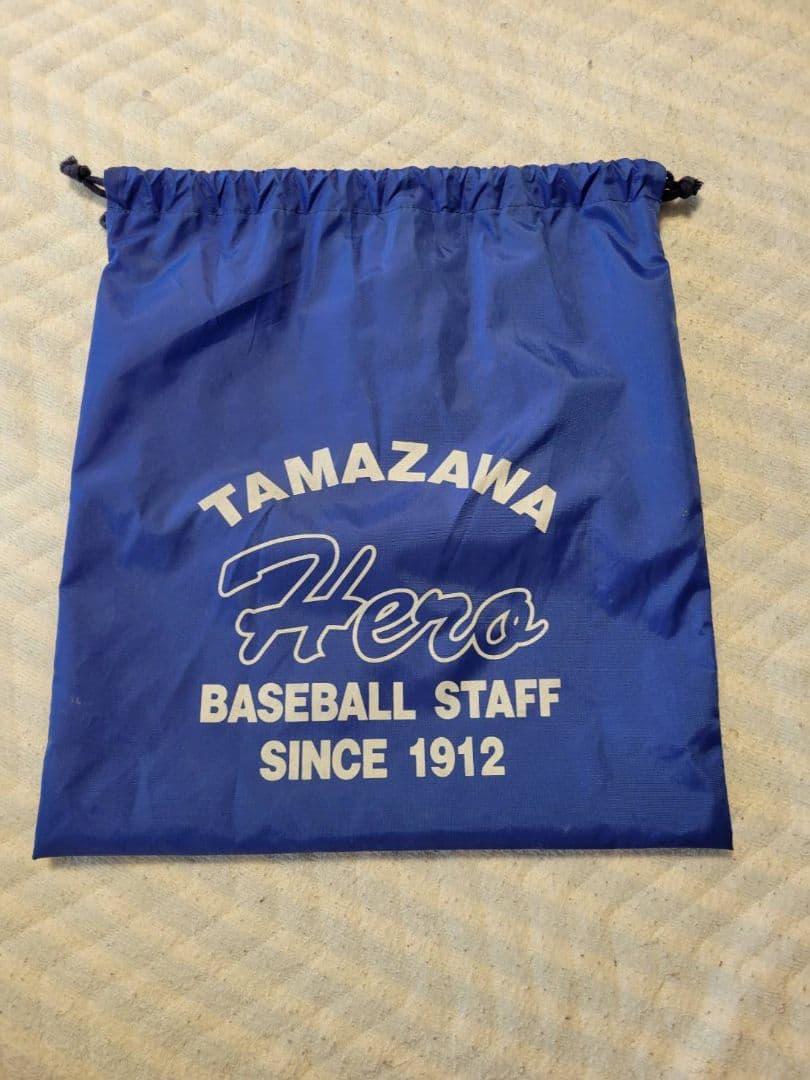 TAMAZAWA
Hero
BASEBALL STAFF
SINCE 1912